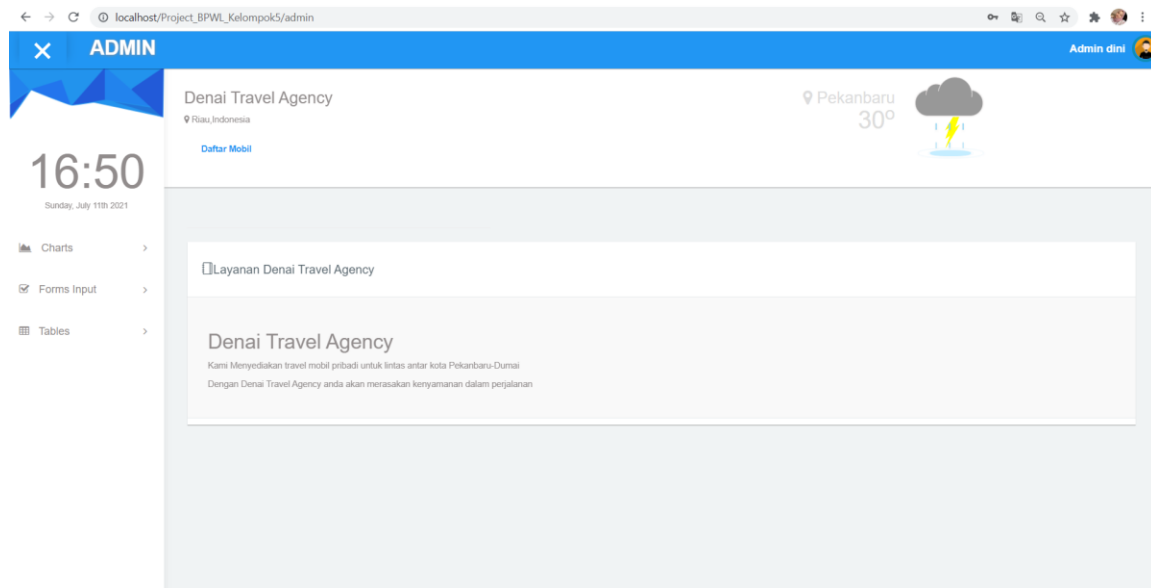 localhost/Project_BPWL_Kelompok5/admin
ADMIN
Admin dini
Denai Travel Agency
Riau,Indonesia
Daftar Mobil
Pekanbaru
30°
16:50
Sunday, July 11th 2021
Charts
Forms Input
Tables
Layanan Denai Travel Agency
Denai Travel Agency
Kami Menyediakan travel mobil pribadi untuk lintas antar kota Pekanbaru-Dumai
Dengan Denai Travel Agency anda akan merasakan kenyamanan dalam perjalanan